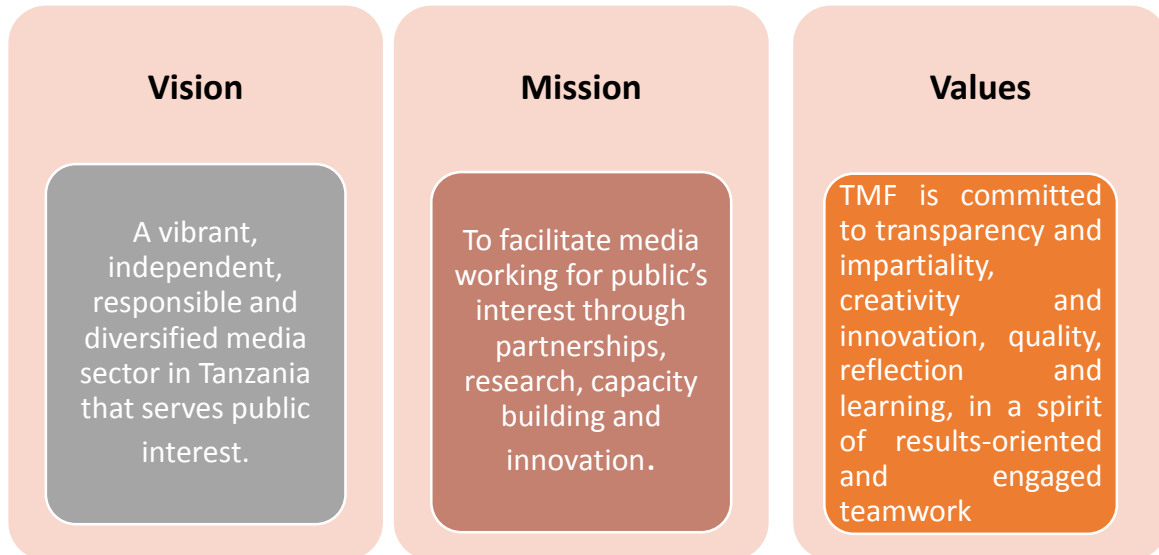 Vision
A vibrant,
independent,
responsible and
diversified media
sector in Tanzania
that serves public
interest.
Mission
To facilitate media
working for public’s
interest through
partnerships,
research, capacity
building and
innovation.
Values
TMF is committed
to transparency and
impartiality,
creativity and
innovation, quality,
reflection and
learning, in a spirit
of results-oriented
and engaged
teamwork